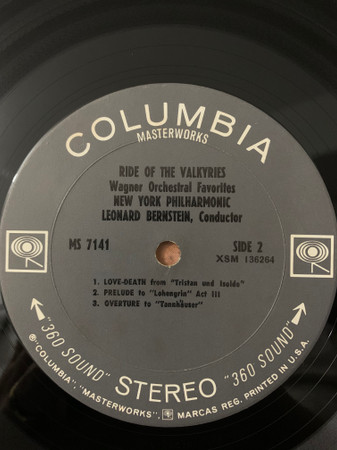 COLUMBIA
MASTERWORKS
RIDE OF THE VALKYRIES
Wagner Orchestral Favorites
NEW YORK PHILHARMONIC
LEONARD BERNSTEIN, Conductor
MS 7141
SIDE 2
XSM 136264
1. LOVE-DEATH from "Tristan und Isolde"
2. PRELUDE to "Lohengrin" Act III
3. OVERTURE to "Tannhäuser"
"360 SOUND" STEREO "360 SOUND"
℗"COLUMBIA", "MASTERWORKS", MARCAS REG. PRINTED IN U.S.A.